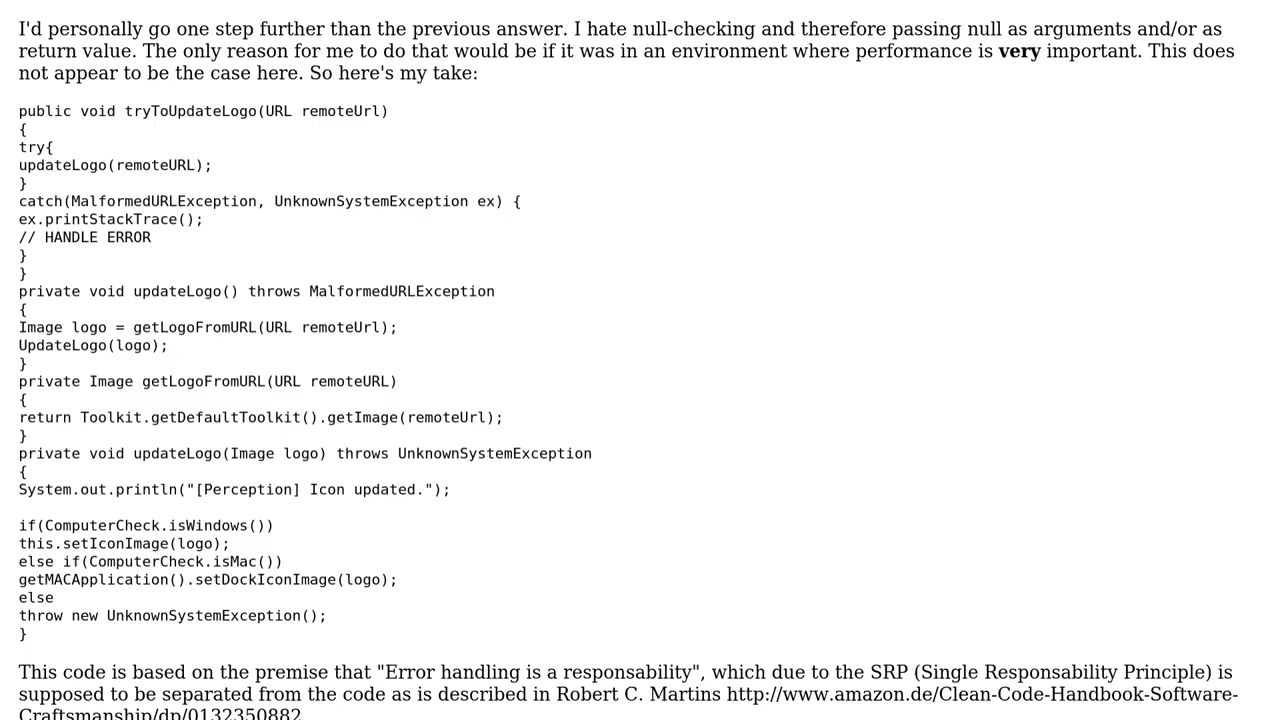 I'd personally go one step further than the previous answer. I hate null-checking and therefore passing null as arguments and/or as
return value. The only reason for me to do that would be if it was in an environment where performance is very important. This does
not appear to be the case here. So here's my take:
public void tryToUpdateLogo(URL remoteUrl)
{
try{
updateLogo(remoteURL);
}
catch(MalformedURLException, UnknownSystemException ex) {
ex.printStackTrace();
// HANDLE ERROR
}
}
private void updateLogo() throws MalformedURLException
{
Image logo = getLogoFromURL(URL remoteUrl);
UpdateLogo(logo);
}
private Image getLogoFromURL(URL remoteURL)
{
return Toolkit.getDefaultToolkit().getImage(remoteUrl);
}
private void updateLogo(Image logo) throws UnknownSystemException
{
System.out.println("[Perception] Icon updated.");
if(ComputerCheck.isWindows())
this.setIconImage(logo);
else if(ComputerCheck.isMac())
getMACApplication().setDockIconImage(logo);
else
throw new UnknownSystemException();
}
This code is based on the premise that "Error handling is a responsability", which due to the SRP (Single Responsability Principle) is
supposed to be separated from the code as is described in Robert C. Martins http://www.amazon.de/Clean-Code-Handbook-Software-
Craftsmanship/dp/0132350882